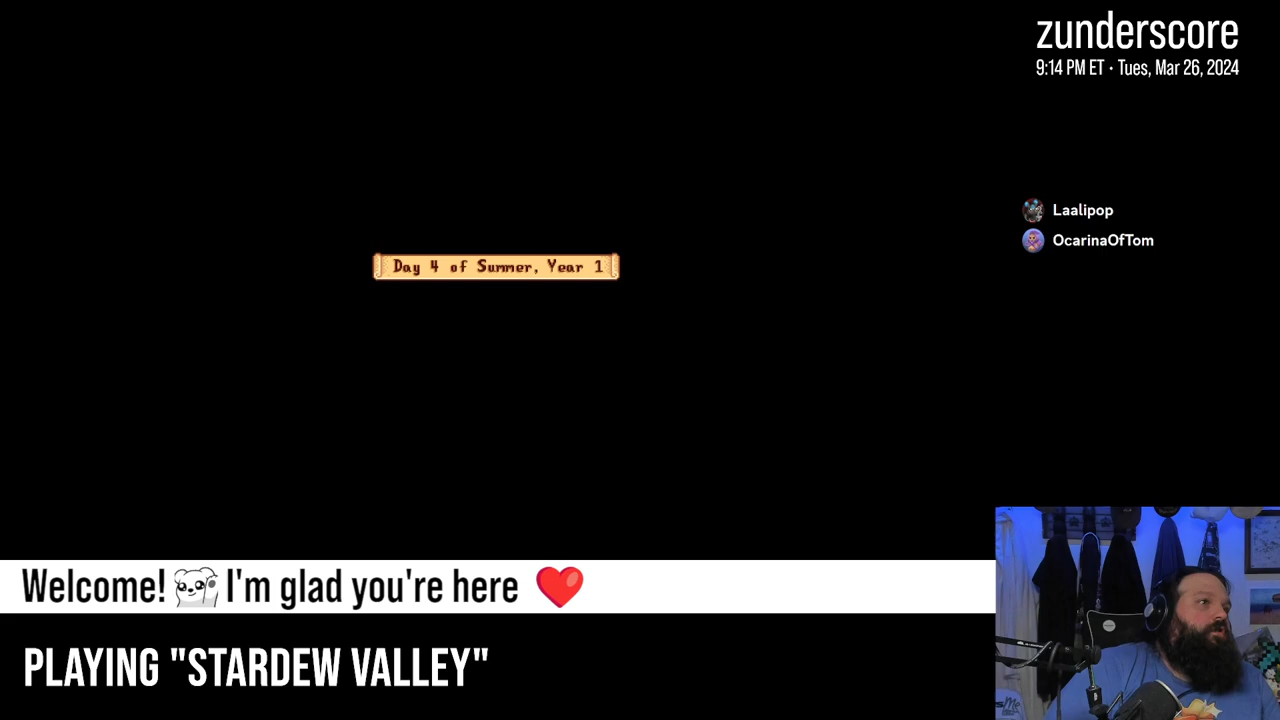 zunderscore
9:14 PM ET • Tues, Mar 26, 2024
Laalipop
OcarinaOfTom
Day 4 of Summer, Year 1
Welcome! I'm glad you're here
PLAYING "STARDEW VALLEY"